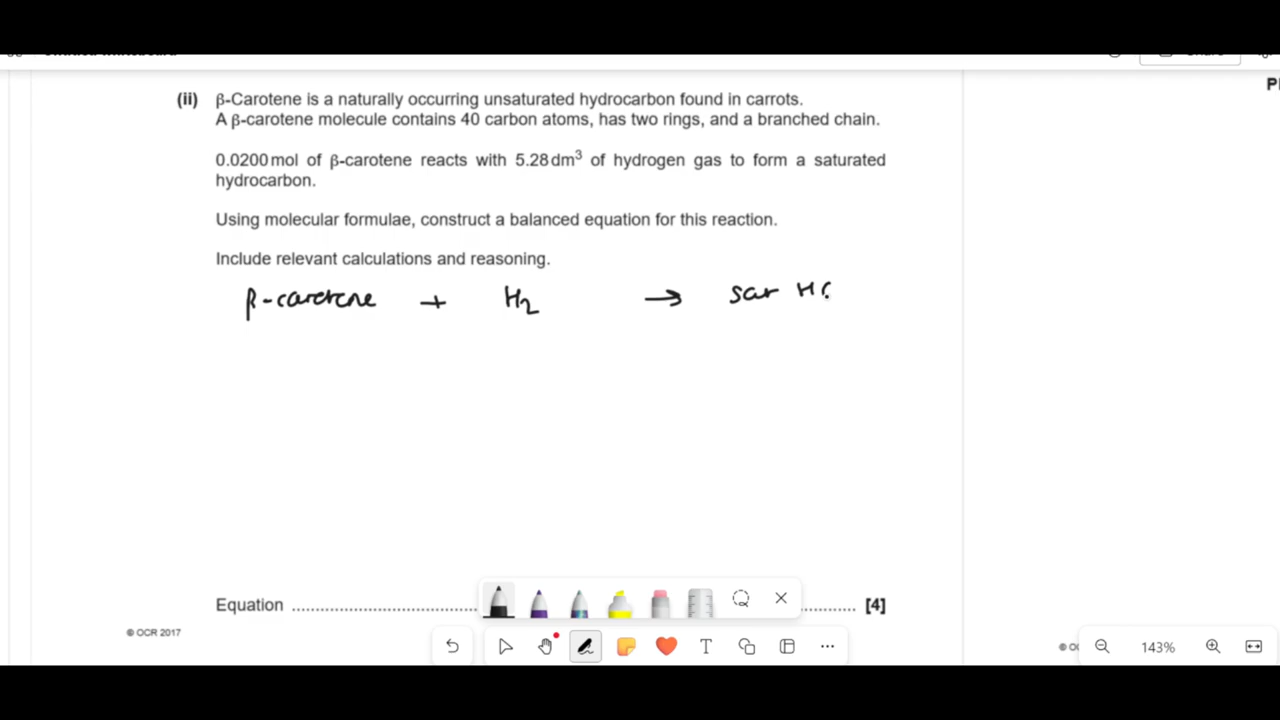 (ii) β-Carotene is a naturally occurring unsaturated hydrocarbon found in carrots.
A β-carotene molecule contains 40 carbon atoms, has two rings, and a branched chain.
0.0200 mol of β-carotene reacts with 5.28 dm³ of hydrogen gas to form a saturated
hydrocarbon.
Using molecular formulae, construct a balanced equation for this reaction.
Include relevant calculations and reasoning.
β-carotene + H₂ → sat HC
Equation ........................................ [4]
© OCR 2017
143%